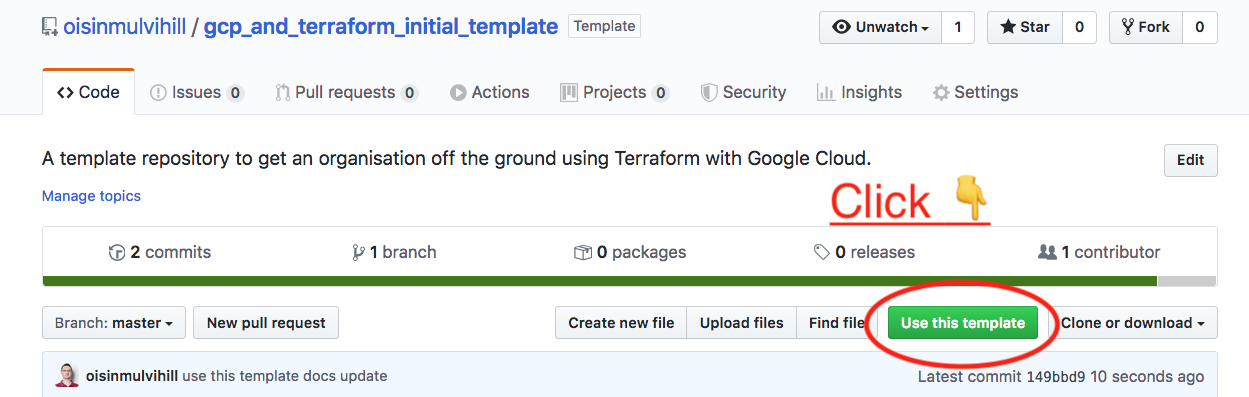 oisinmulvihill / gcp_and_terraform_initial_template Template Unwatch 1 Star 0 Fork 0
Code Issues 0 Pull requests 0 Actions Projects 0 Security Insights Settings
A template repository to get an organisation off the ground using Terraform with Google Cloud. Edit
Manage topics
Click 👇
2 commits 1 branch 0 packages 0 releases 1 contributor
Branch: master New pull request Create new file Upload files Find file Use this template Clone or download
oisinmulvihill use this template docs update Latest commit 149bbd9 10 seconds ago